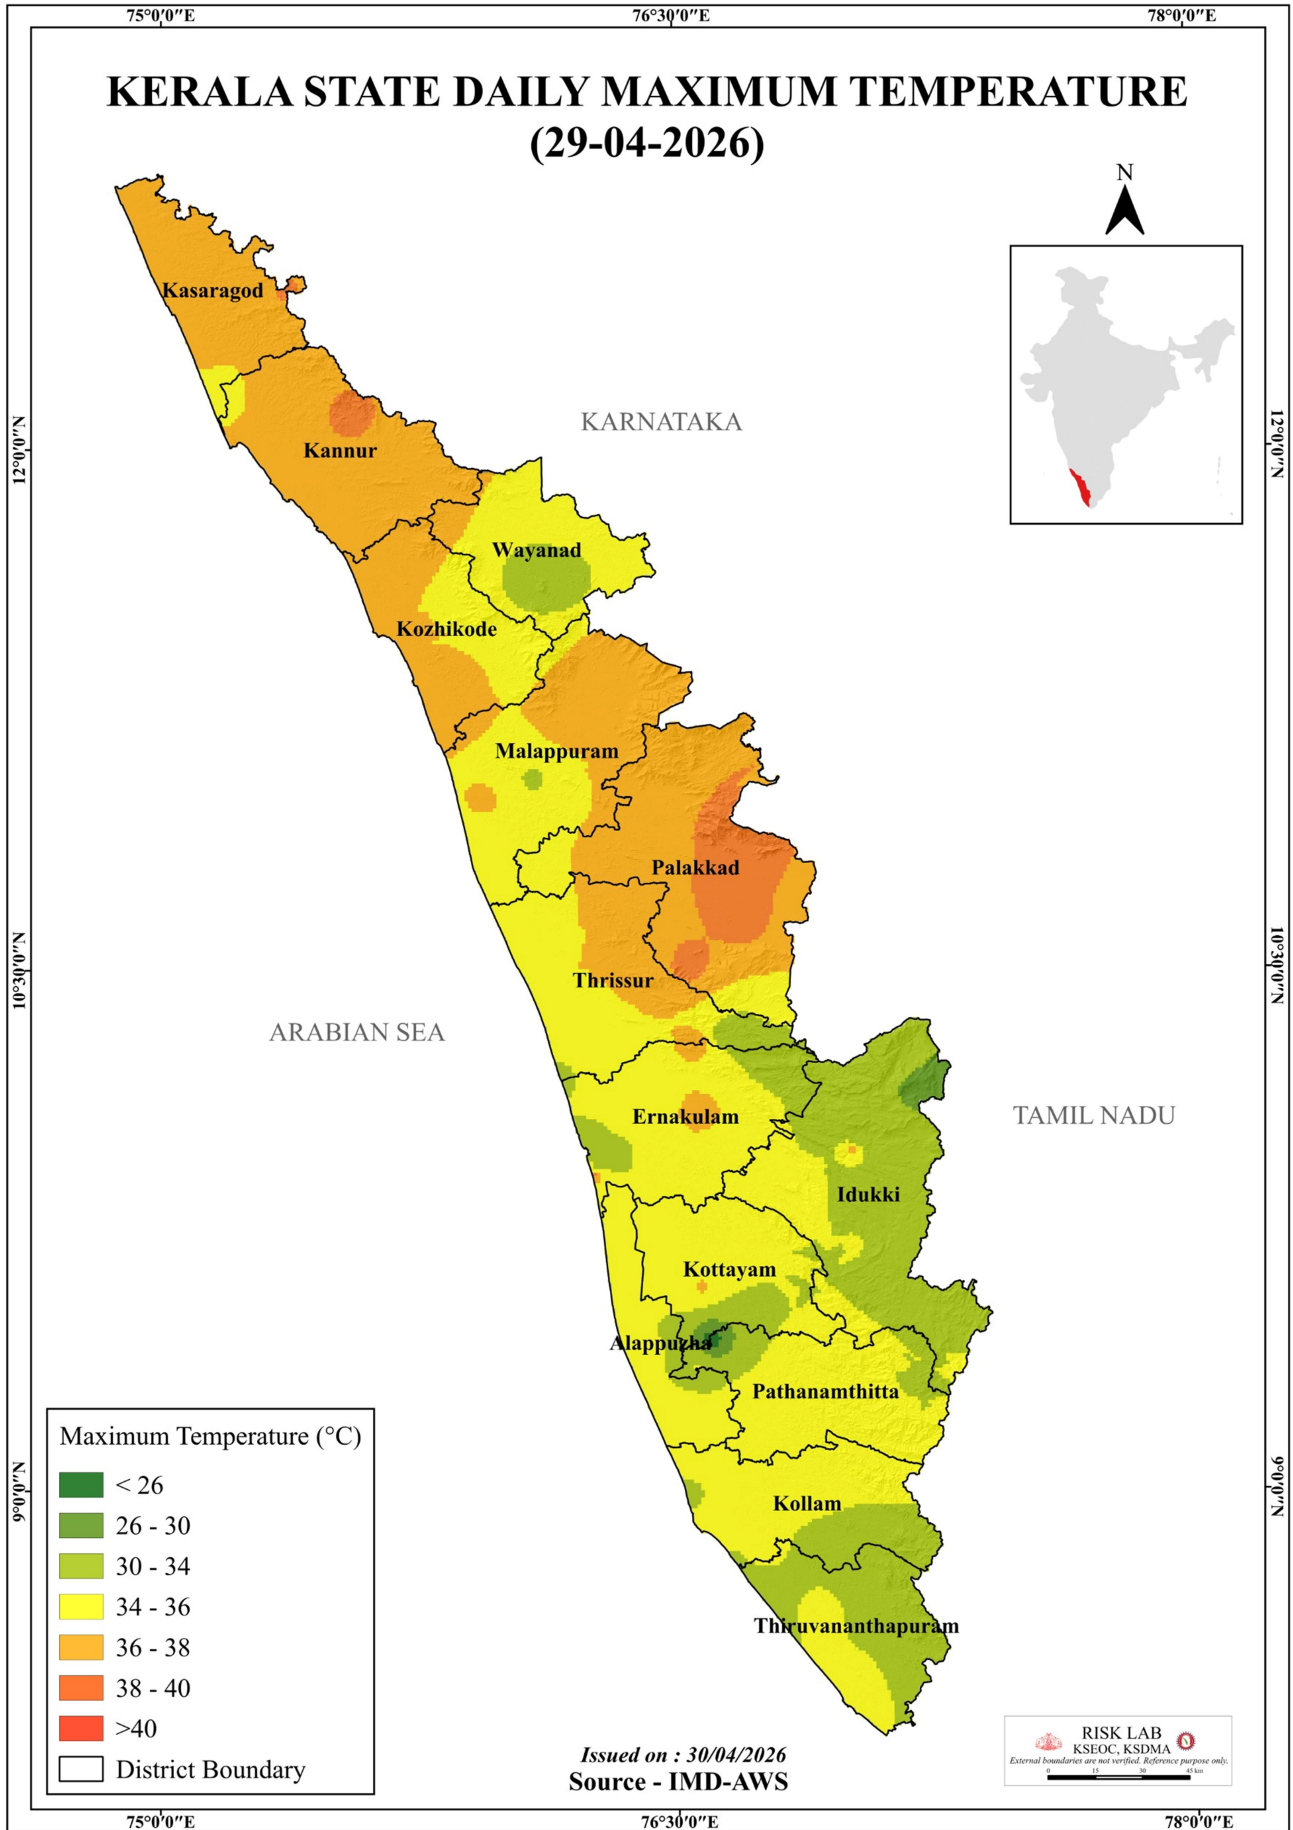 75°0'0"E 76°30'0"E 78°0'0"E
KERALA STATE DAILY MAXIMUM TEMPERATURE
(29-04-2026)
N
Kasaragod
KARNATAKA
12°0'0"N
12°0'0"N
Kannur
Wayanad
Kozhikode
Malappuram
Palakkad
10°30'0"N
10°30'0"N
Thrissur
ARABIAN SEA
TAMIL NADU
Ernakulam
Idukki
Kottayam
Alappuzha
Pathanamthitta
9°0'0"N
9°0'0"N
Kollam
Thiruvananthapuram
Maximum Temperature (°C)
< 26
26 - 30
30 - 34
34 - 36
36 - 38
38 - 40
>40
District Boundary
Issued on : 30/04/2026
Source - IMD-AWS
RISK LAB
KSEOC, KSDMA
External boundaries are not verified. Reference purpose only.
0 15 30 45 km
75°0'0"E 76°30'0"E 78°0'0"E